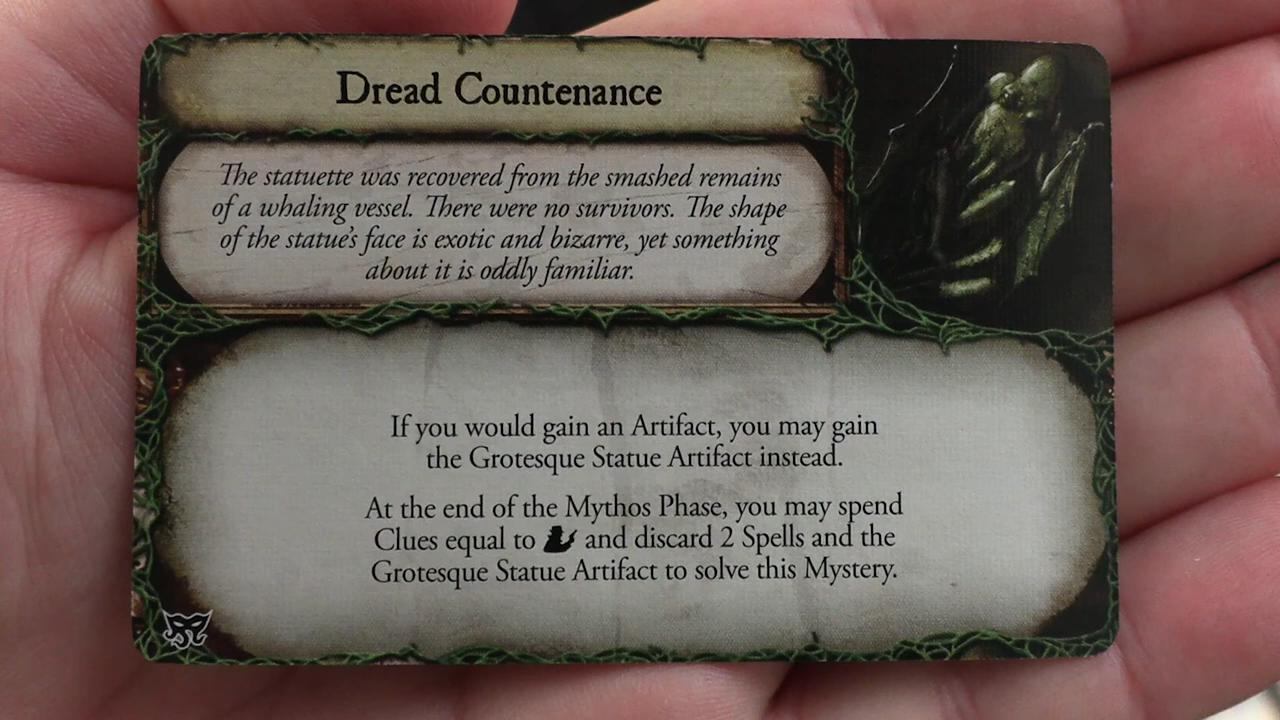 Dread Countenance
The statuette was recovered from the smashed remains
of a whaling vessel. There were no survivors. The shape
of the statue's face is exotic and bizarre, yet something
about it is oddly familiar.
If you would gain an Artifact, you may gain
the Grotesque Statue Artifact instead.
At the end of the Mythos Phase, you may spend
Clues equal to and discard 2 Spells and the
Grotesque Statue Artifact to solve this Mystery.